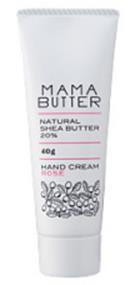 MAMA
BUTTER
NATURAL
SHEA BUTTER
20%
40g
HAND CREAM
ROSE